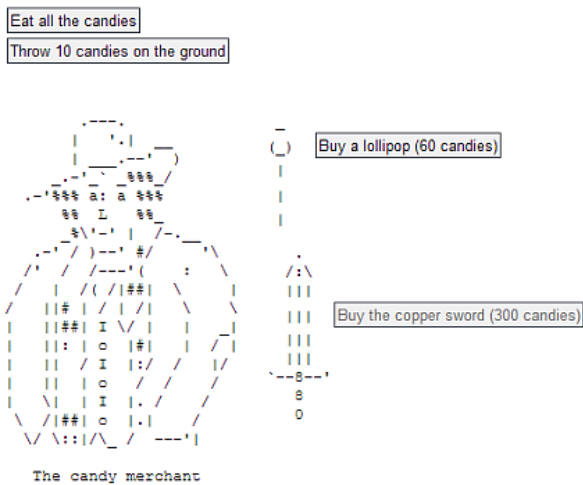 Eat all the candies
Throw 10 candies on the ground
Buy a lollipop (60 candies)
Buy the copper sword (300 candies)
The candy merchant